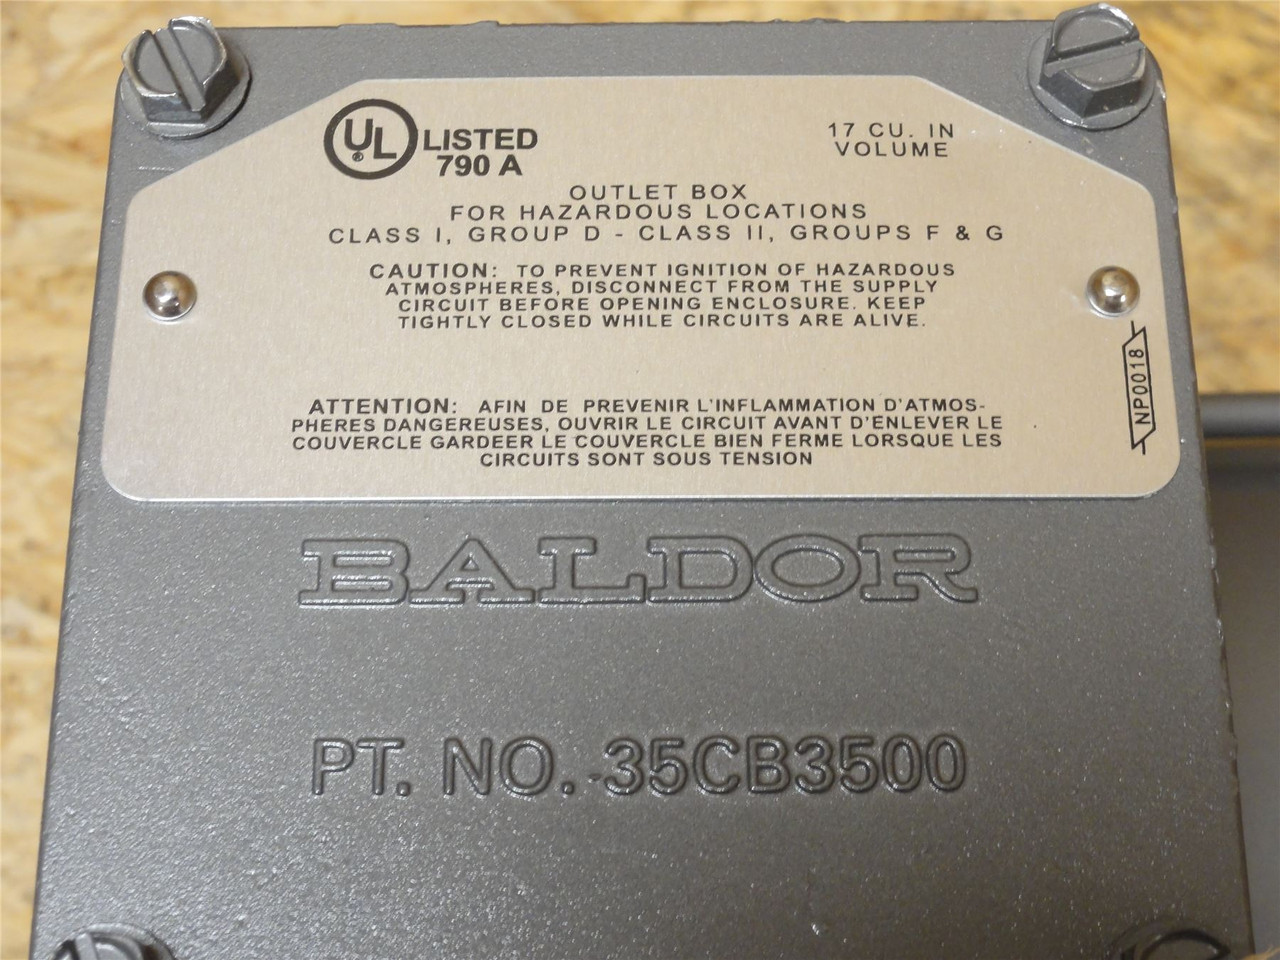 UL
®
LISTED
790 A
17 CU. IN
VOLUME
OUTLET BOX
FOR HAZARDOUS LOCATIONS
CLASS I, GROUP D - CLASS II, GROUPS F & G
CAUTION: TO PREVENT IGNITION OF HAZARDOUS
ATMOSPHERES, DISCONNECT FROM THE SUPPLY
CIRCUIT BEFORE OPENING ENCLOSURE. KEEP
TIGHTLY CLOSED WHILE CIRCUITS ARE ALIVE.
NP0018
ATTENTION: AFIN DE PREVENIR L'INFLAMMATION D'ATMOS-
PHERES DANGEREUSES, OUVRIR LE CIRCUIT AVANT D'ENLEVER LE
COUVERCLE GARDEER LE COUVERCLE BIEN FERME LORSQUE LES
CIRCUITS SONT SOUS TENSION
BALDOR
PT. NO. 35CB3500